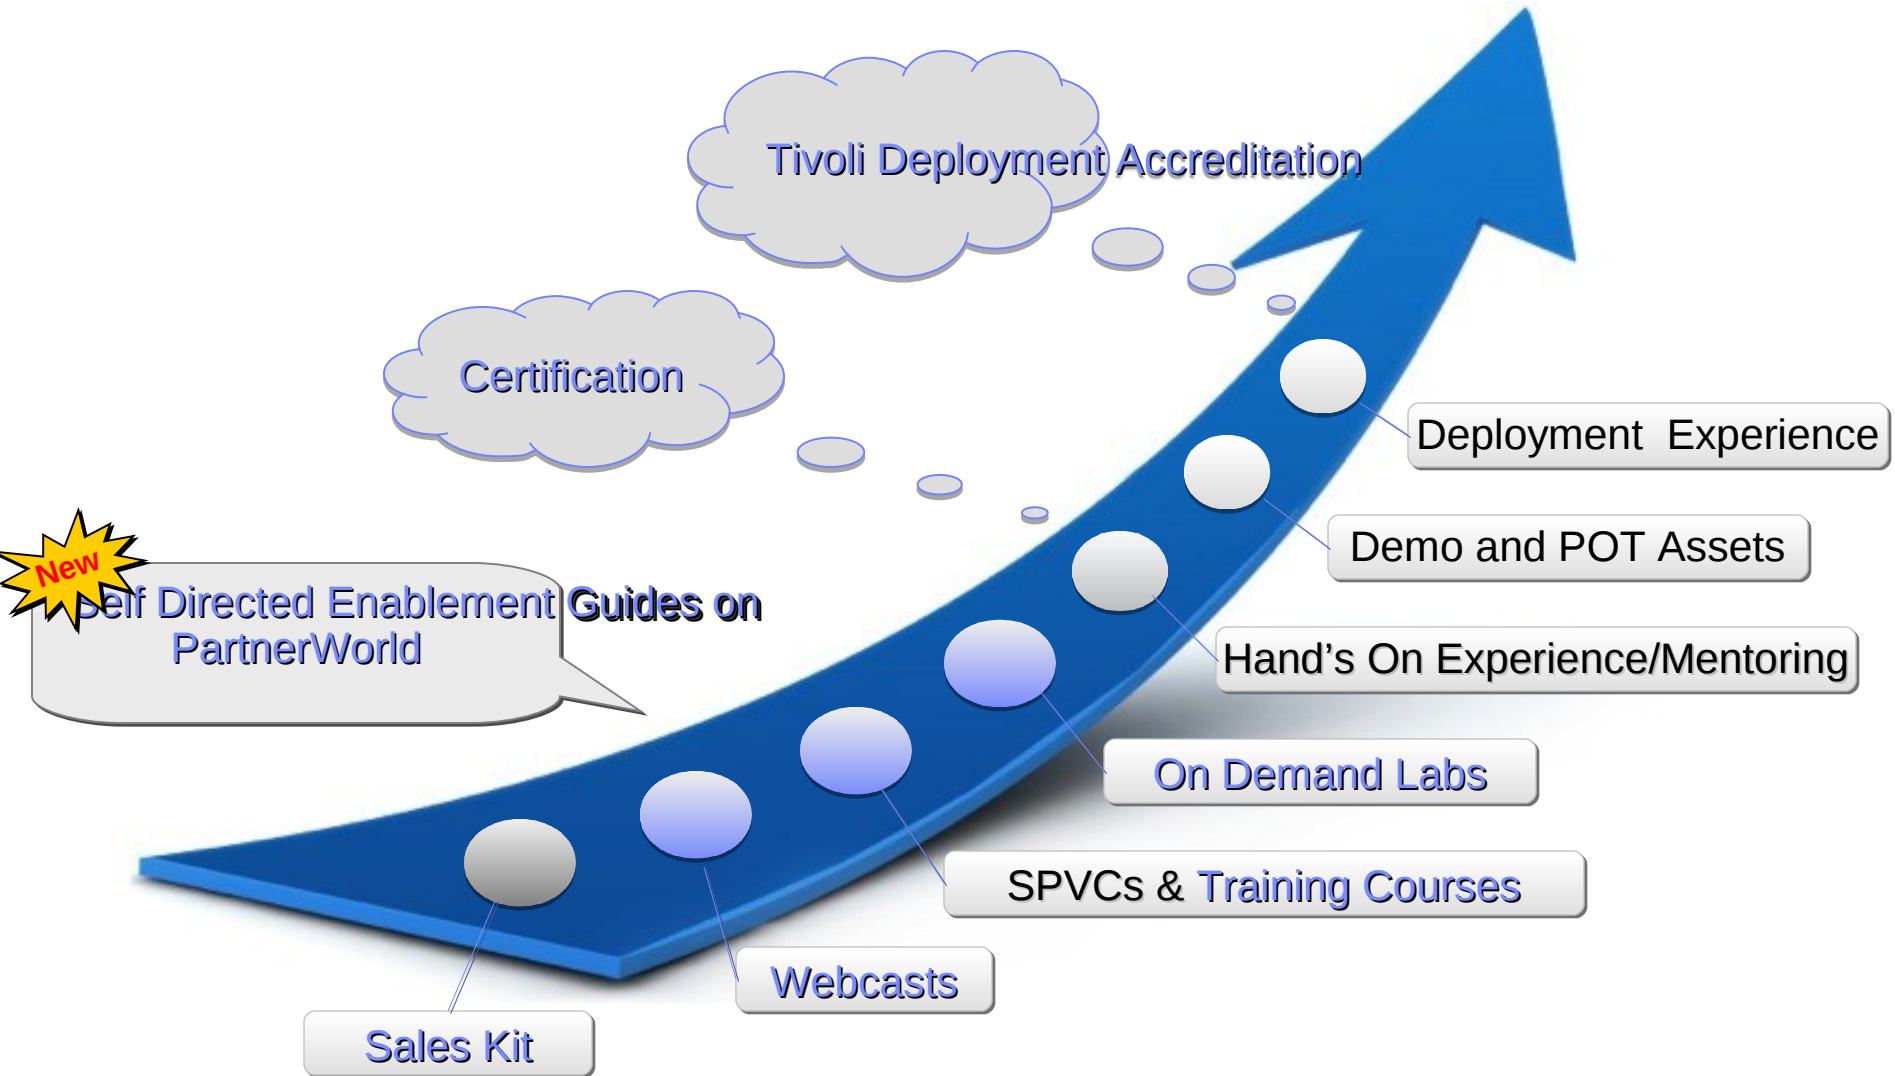 Tivoli Deployment Accreditation
Certification
Deployment  Experience
Demo and POT Assets
New
Self Directed Enablement Guides on
PartnerWorld
Hand’s On Experience/Mentoring
On Demand Labs
SPVCs & Training Courses
Webcasts
Sales Kit